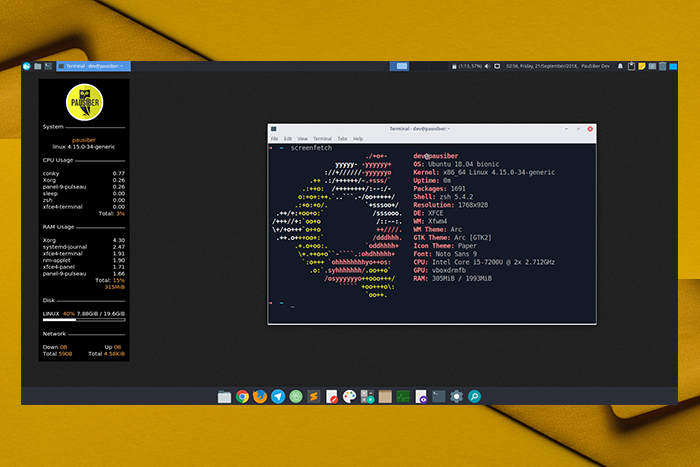 Terminal - dev@pausiber:~
(1:13, 57%)
02:56, Friday, 21/September/2018, PauSiber Dev
PAUSIBER
System
pausiber
linux 4.15.0-34-generic
CPU Usage
conky 0.77
Xorg 0.26
panel-9-pulseau 0.26
sleep 0.00
zsh 0.00
xfce4-terminal 0.00
Total: 3%
RAM Usage
Xorg 4.30
systemd-journal 2.47
xfce4-terminal 1.91
nm-applet 1.90
xfce4-panel 1.71
panel-9-pulseau 1.66
Total: 15%
315MiB
Disk
LINUX 40% 7.88GiB / 19.6GiB
Network
Down 0B Up 0B
Total 590B Total 4.58KiB
Terminal - dev@pausiber:~
File Edit View Terminal Tabs Help
→ ~ screenfetch
dev@pausiber
OS: Ubuntu 18.04 bionic
Kernel: x86_64 Linux 4.15.0-34-generic
Uptime: 0m
Packages: 1691
Shell: zsh 5.4.2
Resolution: 1768x928
DE: XFCE
WM: Xfwm4
WM Theme: Arc
GTK Theme: Arc [GTK2]
Icon Theme: Paper
Font: Noto Sans 9
CPU: Intel Core i5-7200U @ 2x 2.712GHz
GPU: vboxdrmfb
RAM: 305MiB / 1993MiB
→ ~ _